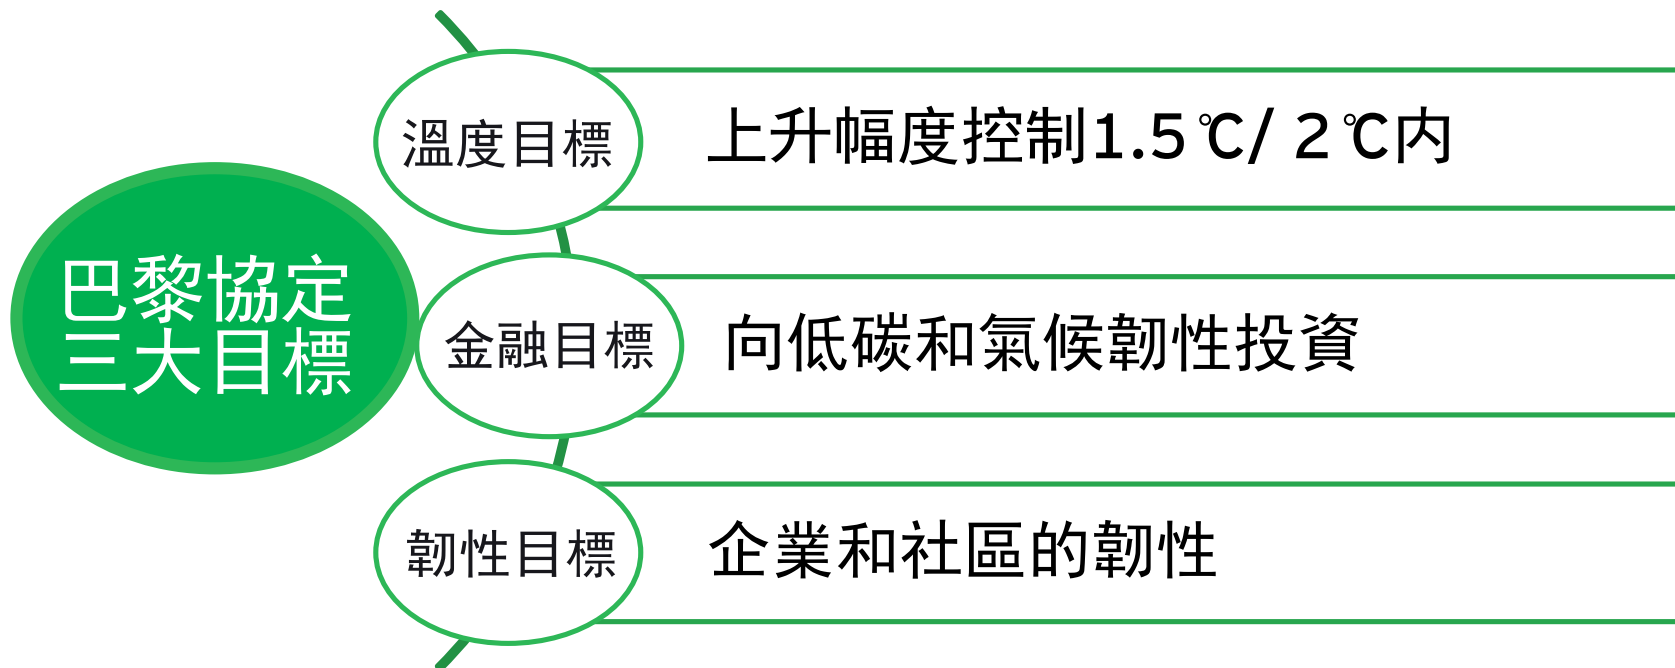 巴黎協定
三大目標
溫度目標
上升幅度控制1.5℃/ 2℃内
金融目標
向低碳和氣候韌性投資
韌性目標
企業和社區的韌性